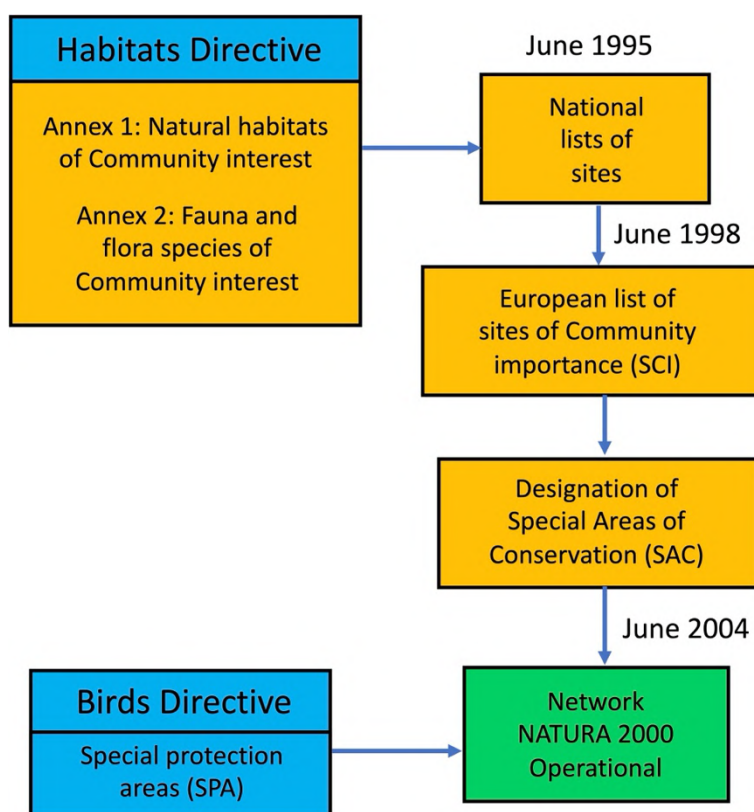 Habitats Directive
Annex 1: Natural habitats
of Community interest
Annex 2: Fauna and
flora species of
Community interest
June 1995
National
lists of
sites
June 1998
European list of
sites of Community
importance (SCI)
Designation of
Special Areas of
Conservation (SAC)
June 2004
Birds Directive
Special protection
areas (SPA)
Network
NATURA 2000
Operational